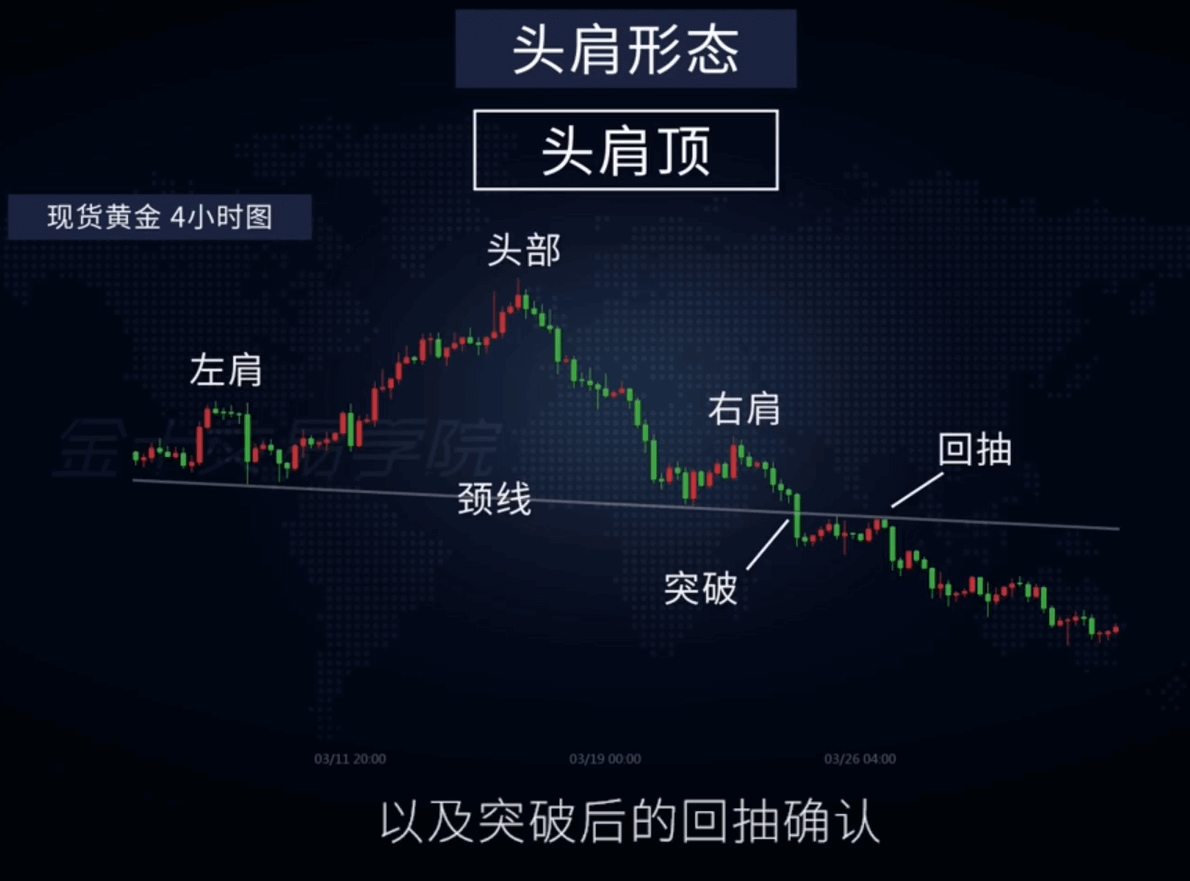 头肩形态
头肩顶
现货黄金 4小时图
头部
左肩
右肩
回抽
金十交易学院
颈线
突破
03/11 20:00
03/19 00:00
03/26 04:00
以及突破后的回抽确认